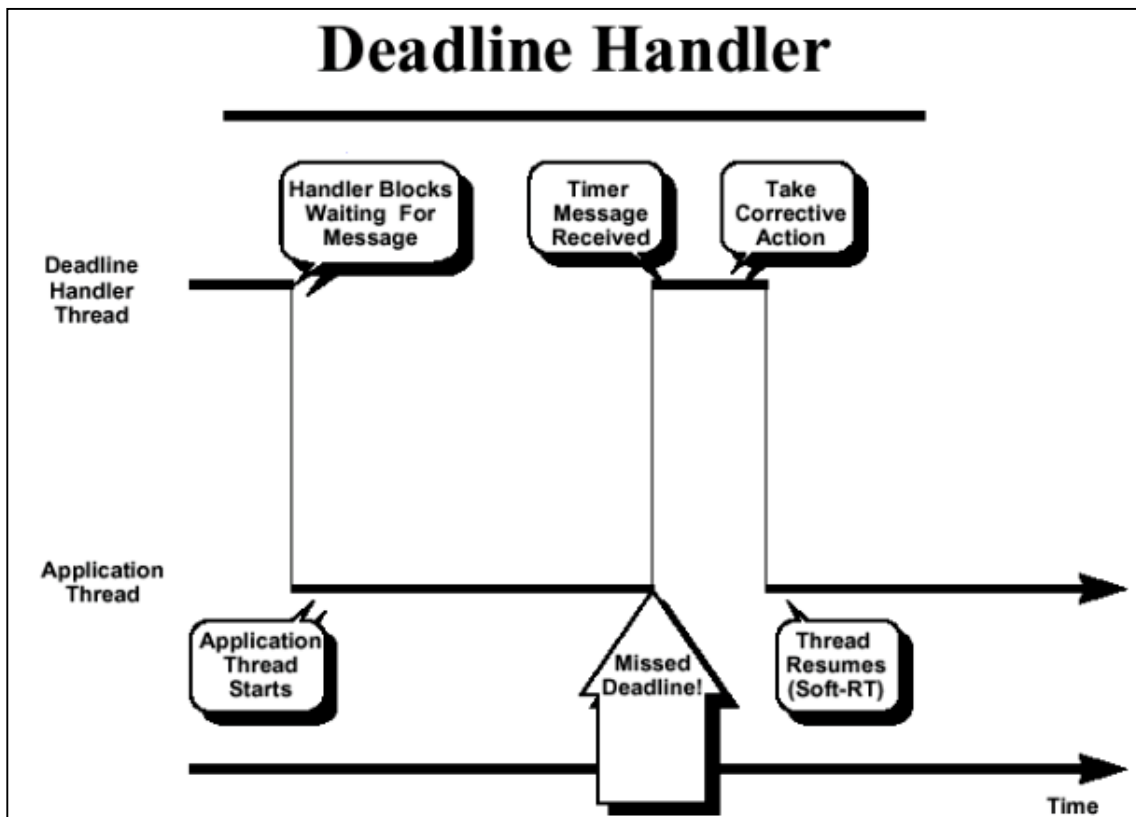 Deadline Handler
Handler Blocks
Waiting For
Message
Timer
Message
Received
Take
Corrective
Action
Deadline
Handler
Thread
Application
Thread
Application
Thread
Starts
Missed
Deadline!
Thread
Resumes
(Soft-RT)
Time